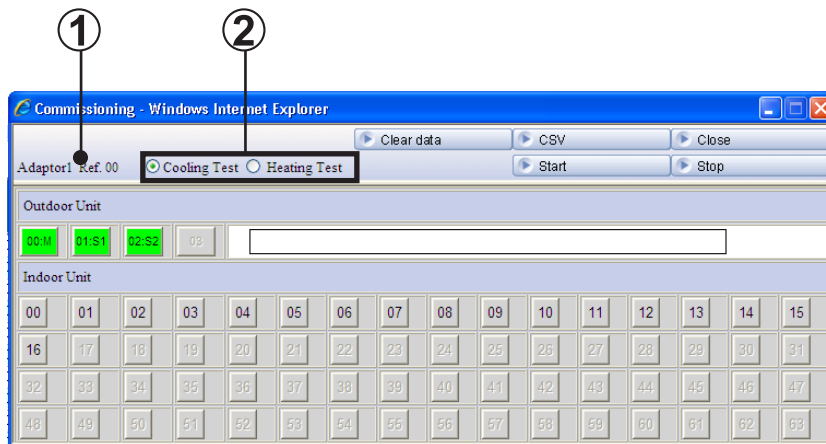 1 2
Commissioning - Windows Internet Explorer
Clear data CSV Close
Adaptor1 Ref. 00 Cooling Test Heating Test Start Stop
Outdoor Unit
00:M 01:S1 02:S2 03
Indoor Unit
00 01 02 03 04 05 06 07 08 09 10 11 12 13 14 15
16 17 18 19 20 21 22 23 24 25 26 27 28 29 30 31
32 33 34 35 36 37 38 39 40 41 42 43 44 45 46 47
48 49 50 51 52 53 54 55 56 57 58 59 60 61 62 63